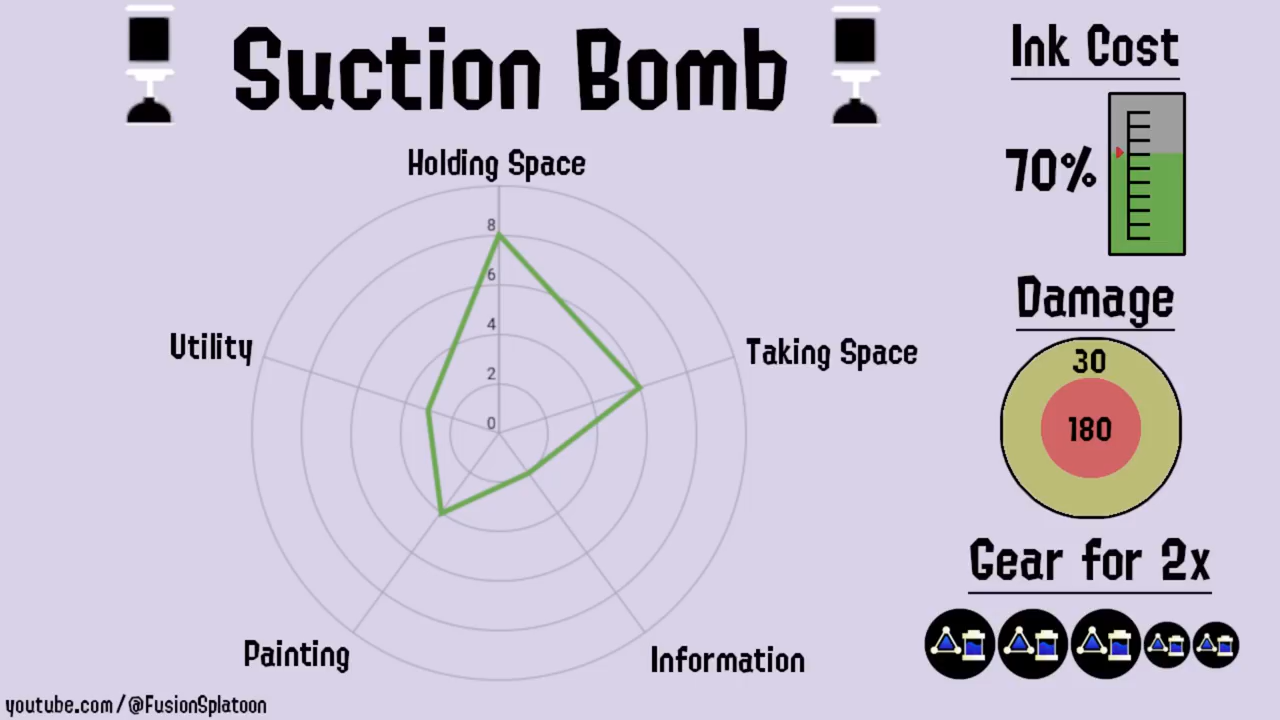 Suction Bomb
Ink Cost
70%
Holding Space
8
6
4
2
0
Utility
Taking Space
Painting
Information
Damage
30
180
Gear for 2x
youtube.com/@FusionSplatoon